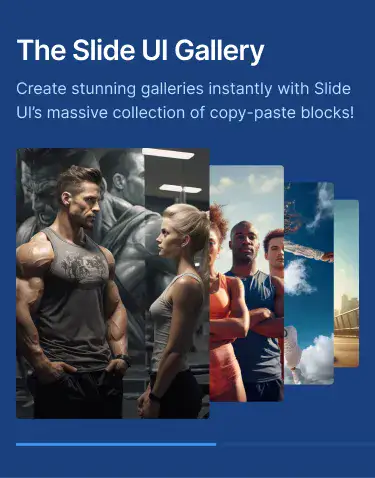 The Slide UI Gallery
Create stunning galleries instantly with Slide
UI’s massive collection of copy-paste blocks!